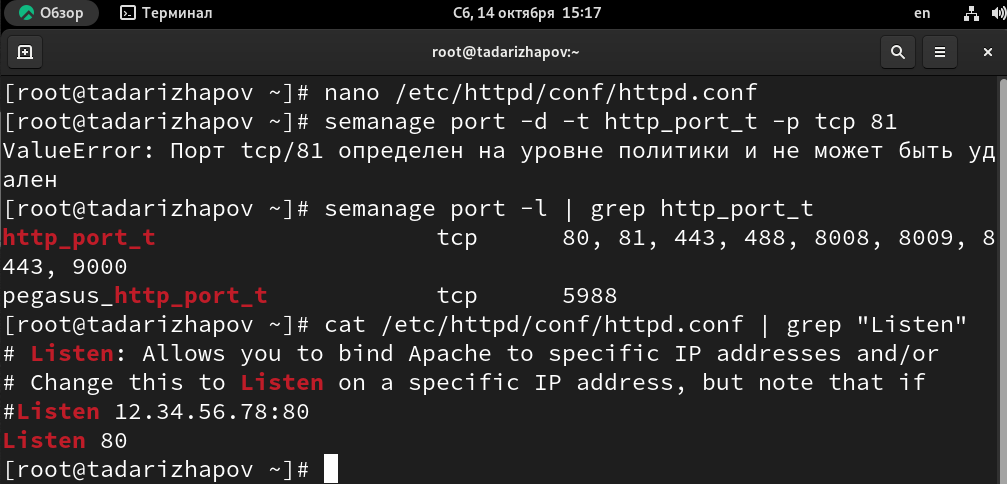 Обзор Терминал Сб, 14 октября 15:17 en
root@tadarizhapov:~
[root@tadarizhapov ~]# nano /etc/httpd/conf/httpd.conf
[root@tadarizhapov ~]# semanage port -d -t http_port_t -p tcp 81
ValueError: Порт tcp/81 определен на уровне политики и не может быть уд
ален
[root@tadarizhapov ~]# semanage port -l | grep http_port_t
http_port_t tcp 80, 81, 443, 488, 8008, 8009, 8
443, 9000
pegasus_http_port_t tcp 5988
[root@tadarizhapov ~]# cat /etc/httpd/conf/httpd.conf | grep "Listen"
# Listen: Allows you to bind Apache to specific IP addresses and/or
# Change this to Listen on a specific IP address, but note that if
#Listen 12.34.56.78:80
Listen 80
[root@tadarizhapov ~]#